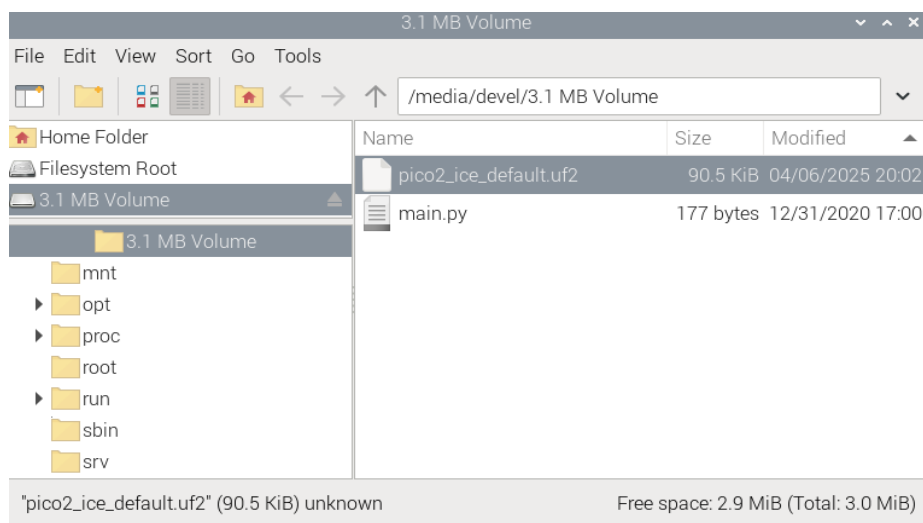 3.1 MB Volume
File Edit View Sort Go Tools
/media/devel/3.1 MB Volume
Home Folder
Filesystem Root
3.1 MB Volume
3.1 MB Volume
mnt
opt
proc
root
run
sbin
srv
Name Size Modified
pico2_ice_default.uf2 90.5 KiB 04/06/2025 20:02
main.py 177 bytes 12/31/2020 17:00
"pico2_ice_default.uf2" (90.5 KiB) unknown Free space: 2.9 MiB (Total: 3.0 MiB)